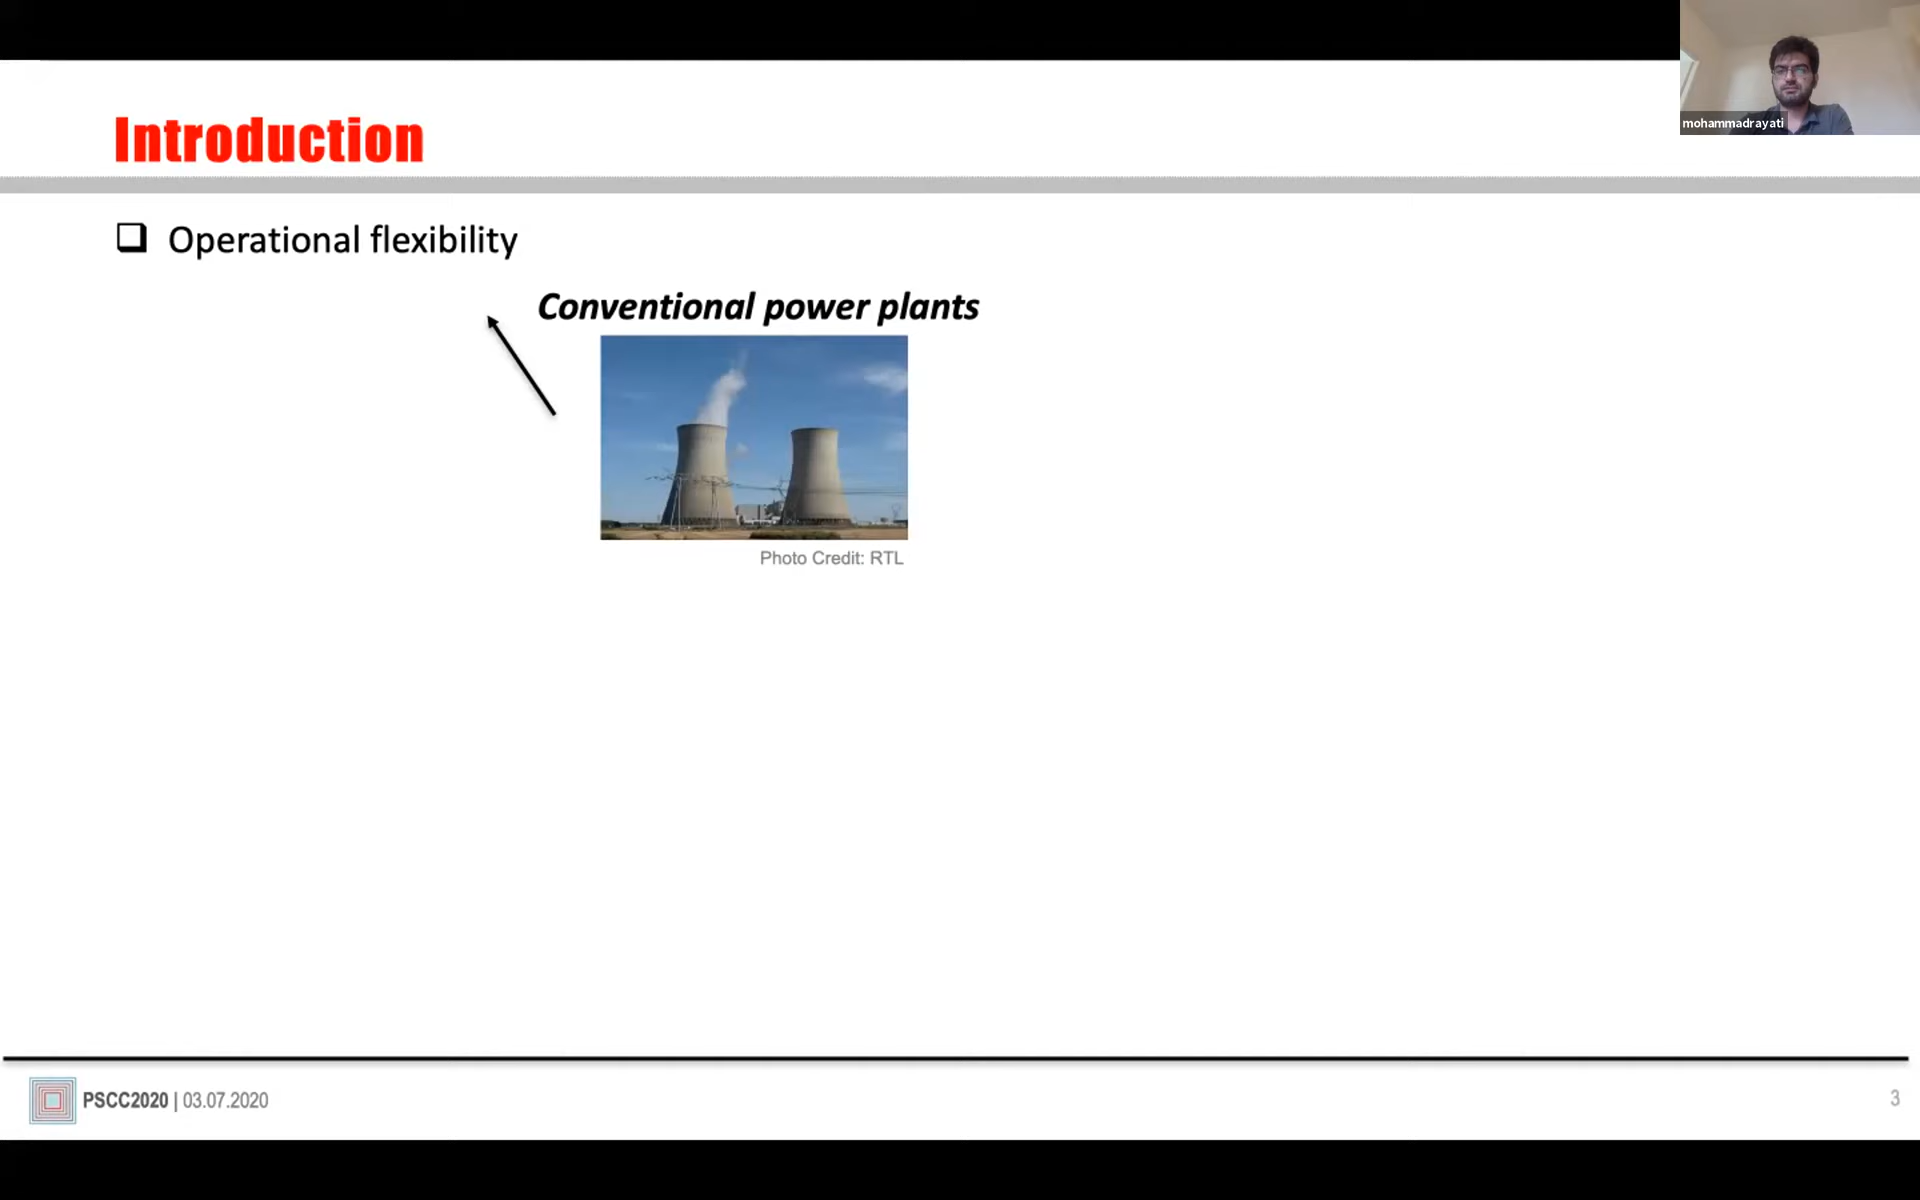 mohammadrayati
Introduction
Operational flexibility
Conventional power plants
Photo Credit: RTL
PSCC2020 | 03.07.2020
3